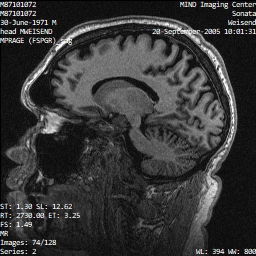 M87101072
M87101072
30-June-1971 M
head MWEISEND
MPRAGE (FSPGR)
MIND Imaging Center
Sonata
Weisend
20 September-2005 10:01:31
ST: 1.30 SL: 12.62
RT: 2730.00 ET: 3.25
FS: 1.49
MR
Images: 74/128
Series: 2
WL: 394 WW: 800